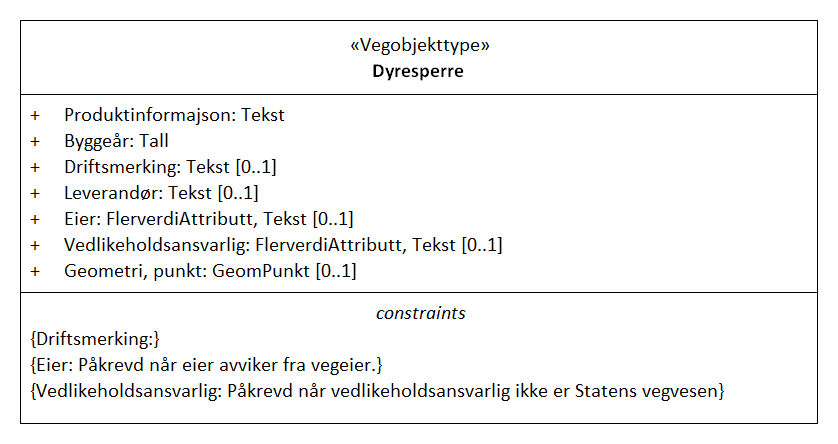 «Vegobjekttype»
Dyresperre
+ Produktinformajson: Tekst
+ Byggeår: Tall
+ Driftsmerking: Tekst [0..1]
+ Leverandør: Tekst [0..1]
+ Eier: FlerverdiAttributt, Tekst [0..1]
+ Vedlikeholdsansvarlig: FlerverdiAttributt, Tekst [0..1]
+ Geometri, punkt: GeomPunkt [0..1]
constraints
{Driftsmerking:}
{Eier: Påkrevd når eier avviker fra vegeier.}
{Vedlikeholdsansvarlig: Påkrevd når vedlikeholdsansvarlig ikke er Statens vegvesen}